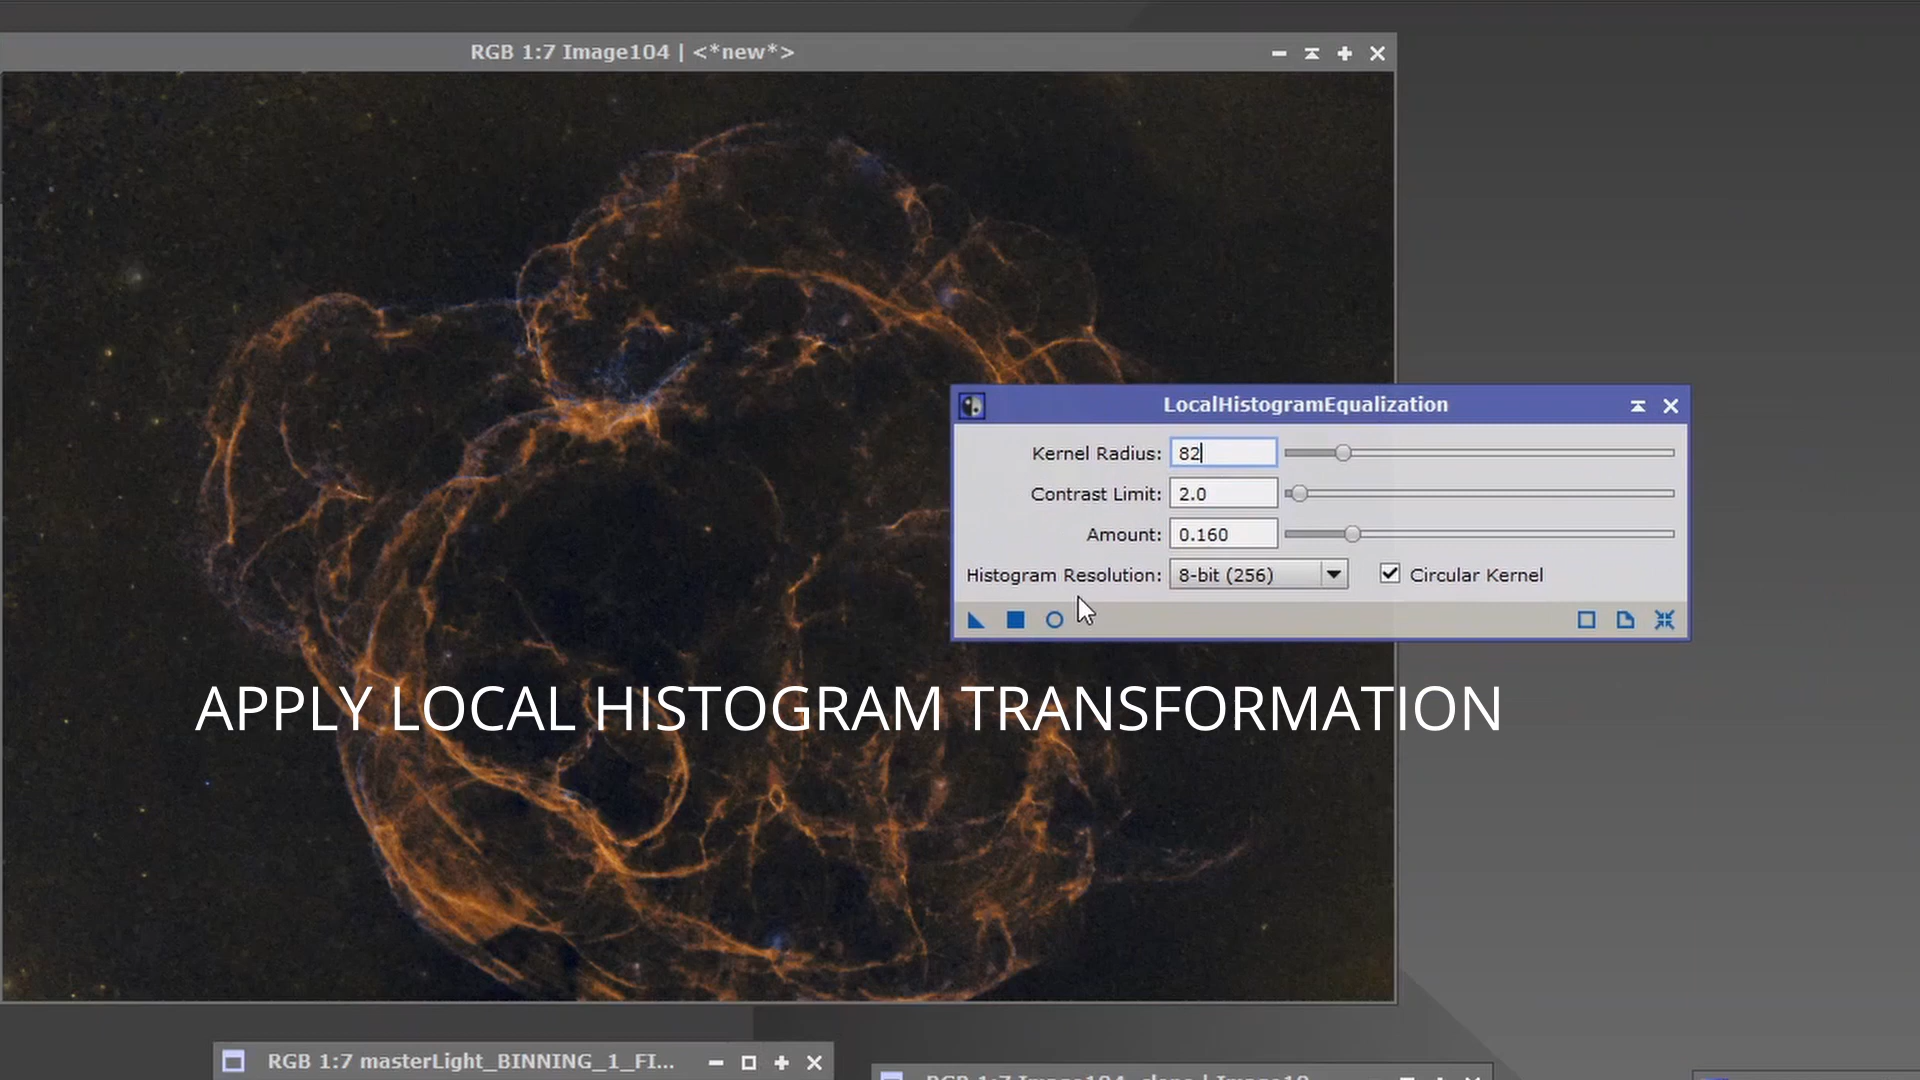 RGB 1:7 Image104 | <*new*>
LocalHistogramEqualization
Kernel Radius: 82
Contrast Limit: 2.0
Amount: 0.160
Histogram Resolution: 8-bit (256) Circular Kernel
APPLY LOCAL HISTOGRAM TRANSFORMATION
RGB 1:7 masterLight_BINNING_1_FI...